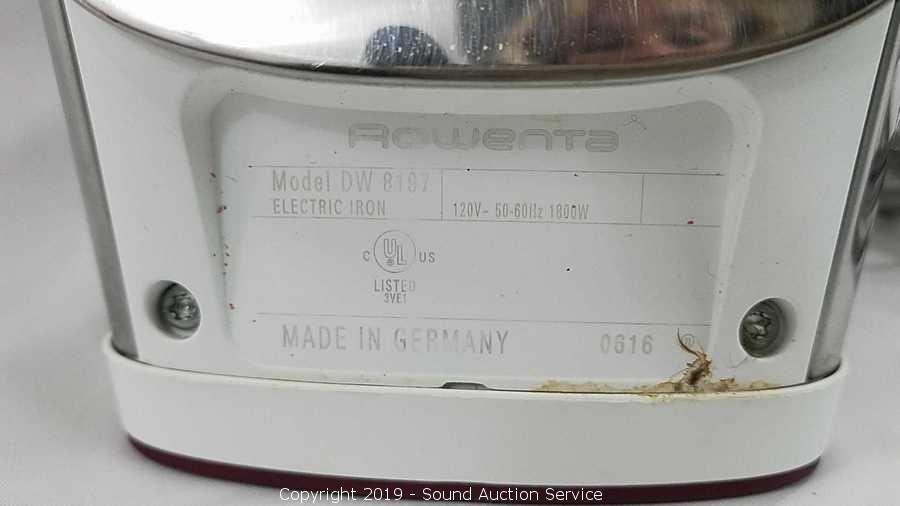 Rowenta
Model DW 8197
ELECTRIC IRON
120V~ 50-60Hz 1800W
C UL US
®
LISTED
3VE1
MADE IN GERMANY
0616
Copyright 2019 - Sound Auction Service